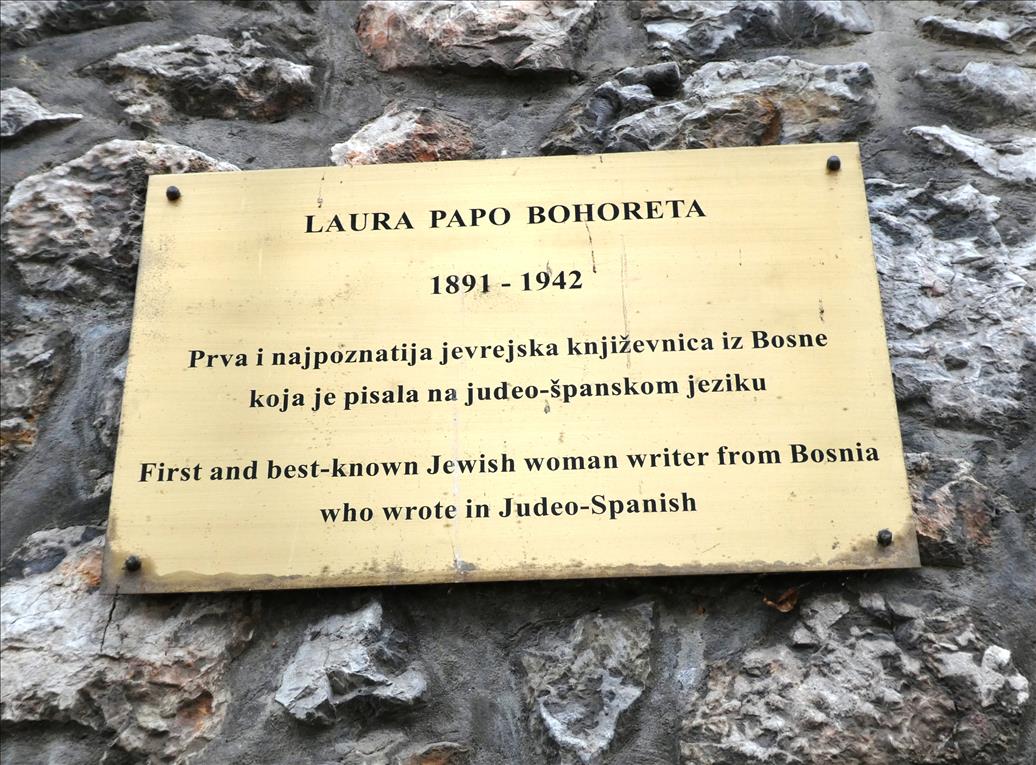 LAURA PAPO BOHORETA
1891 - 1942
Prva i najpoznatija jevrejska književnica iz Bosne
koja je pisala na judeo-španskom jeziku
First and best-known Jewish woman writer from Bosnia
who wrote in Judeo-Spanish